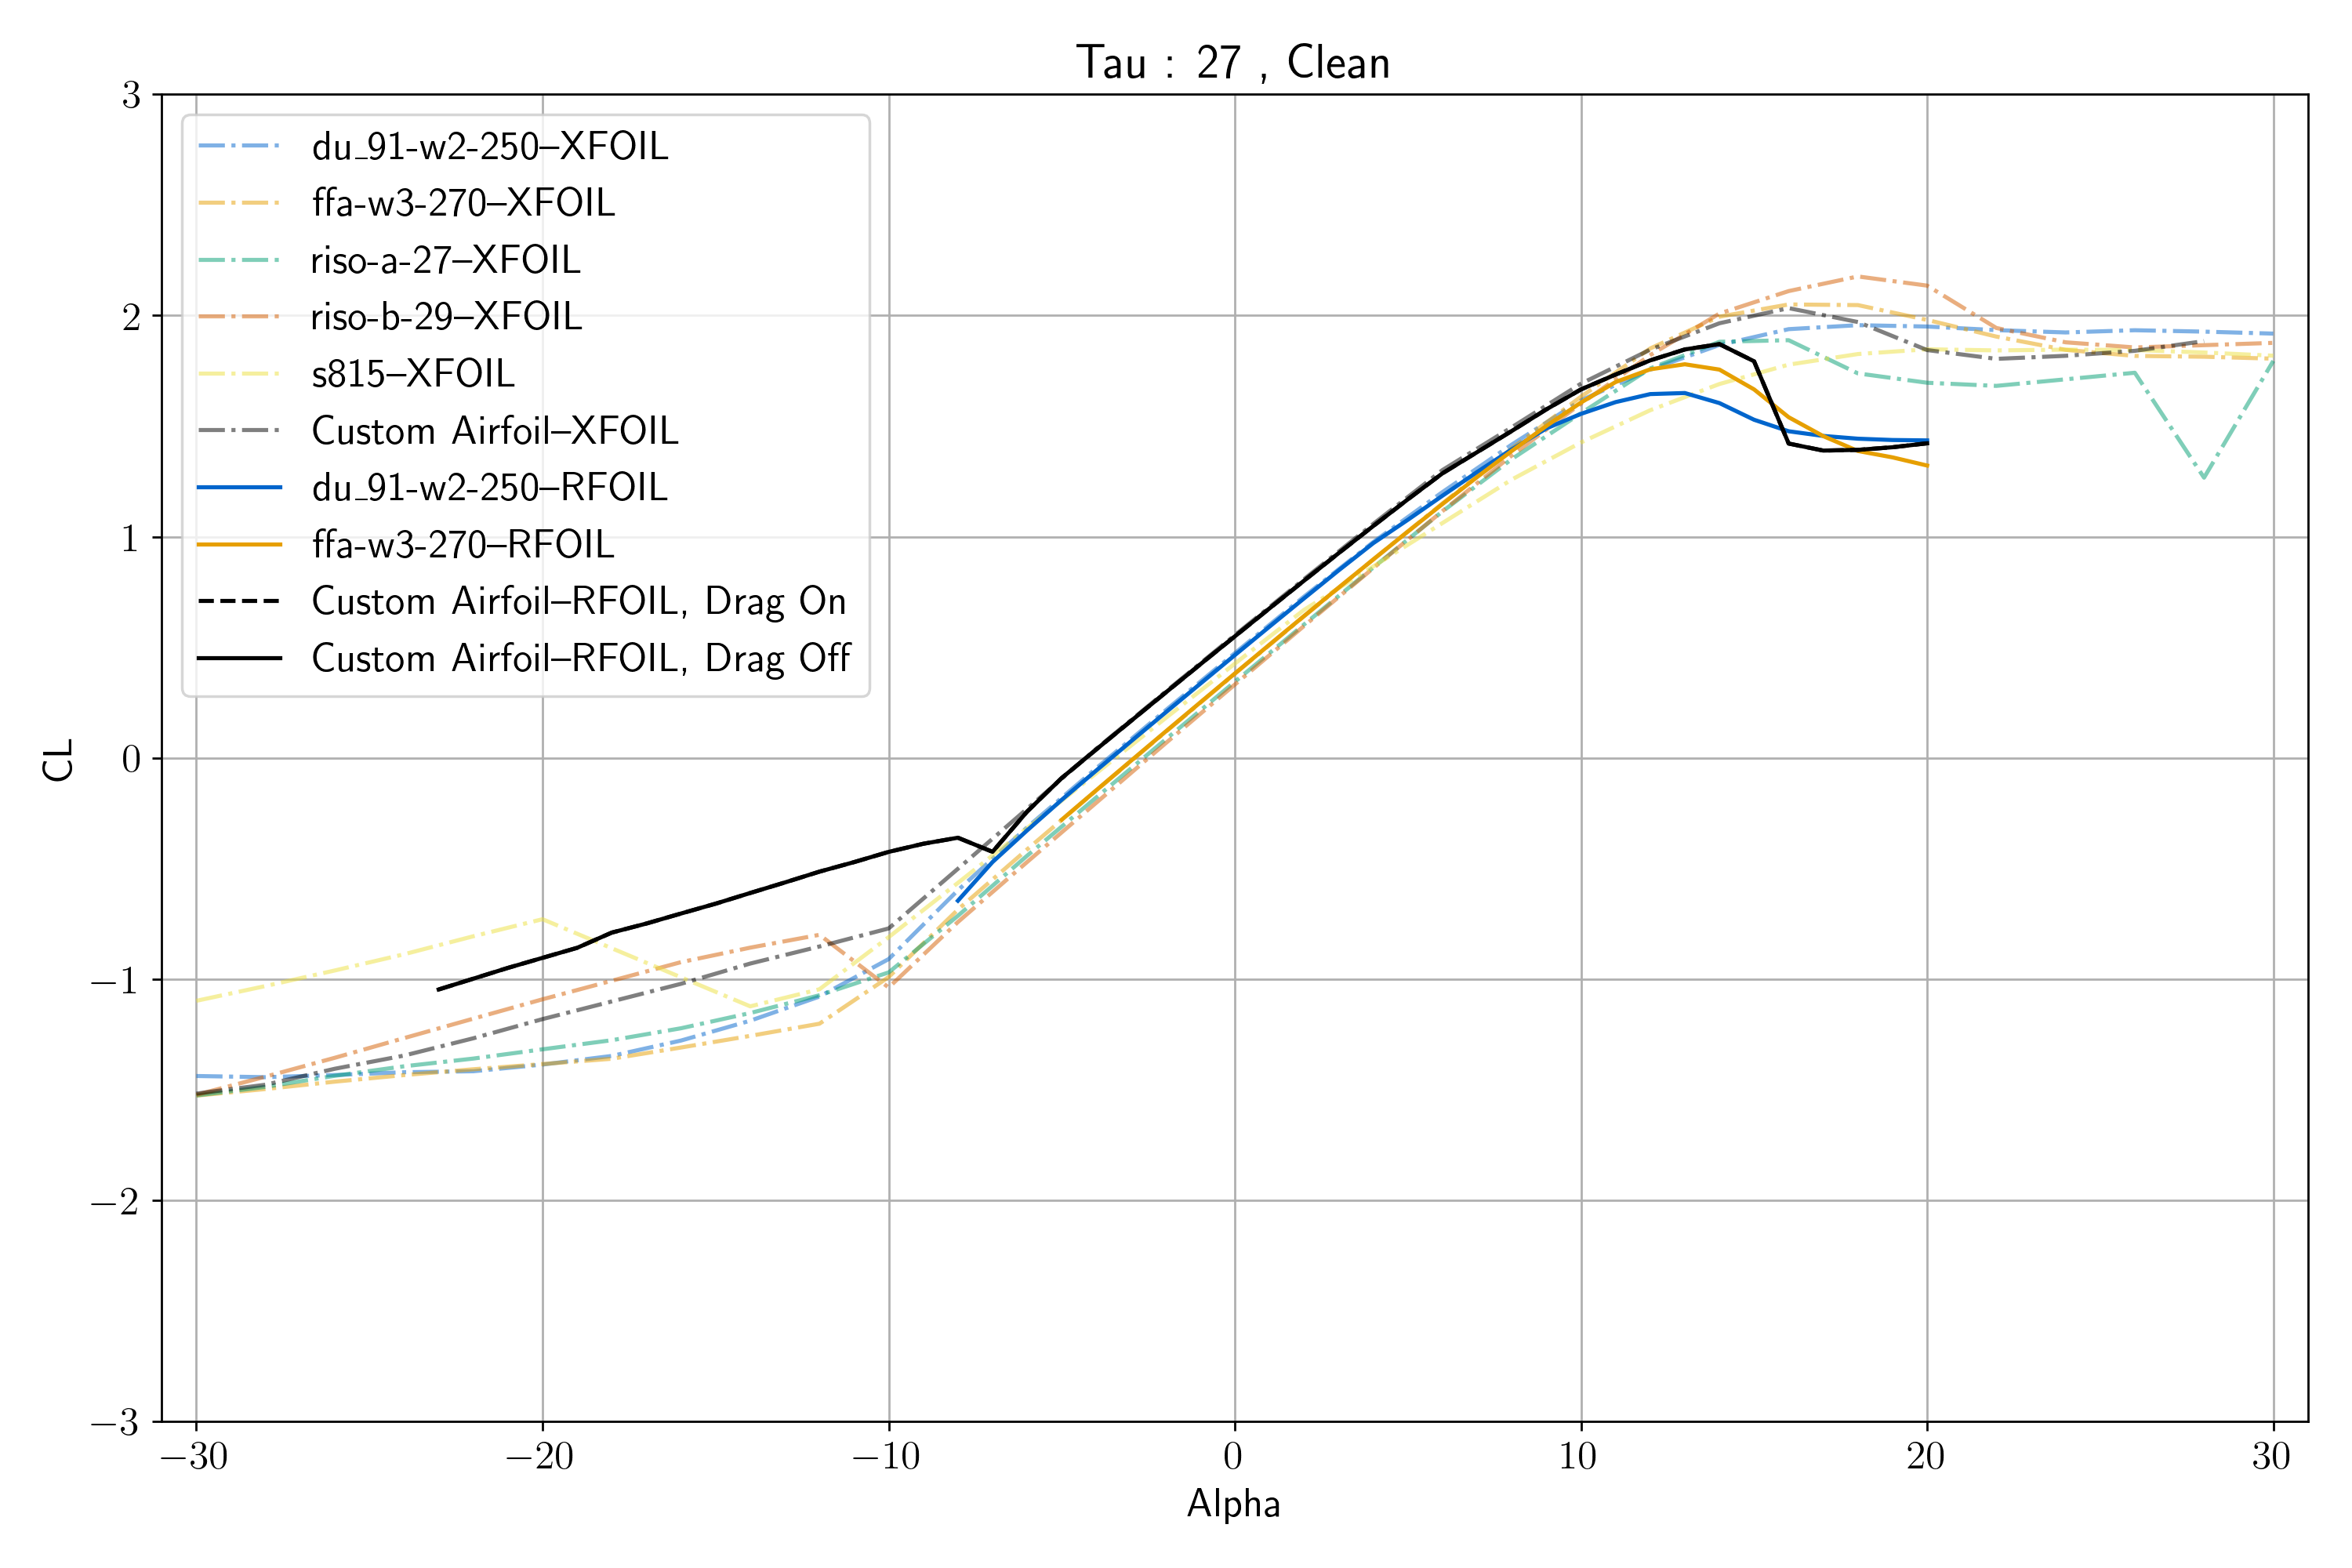 Tau : 27 , Clean
3
2
1
0
−1
−2
−3
CL
du_91-w2-250–XFOIL
ffa-w3-270–XFOIL
riso-a-27–XFOIL
riso-b-29–XFOIL
s815–XFOIL
Custom Airfoil–XFOIL
du_91-w2-250–RFOIL
ffa-w3-270–RFOIL
Custom Airfoil–RFOIL, Drag On
Custom Airfoil–RFOIL, Drag Off
−30 −20 −10 0 10 20 30
Alpha